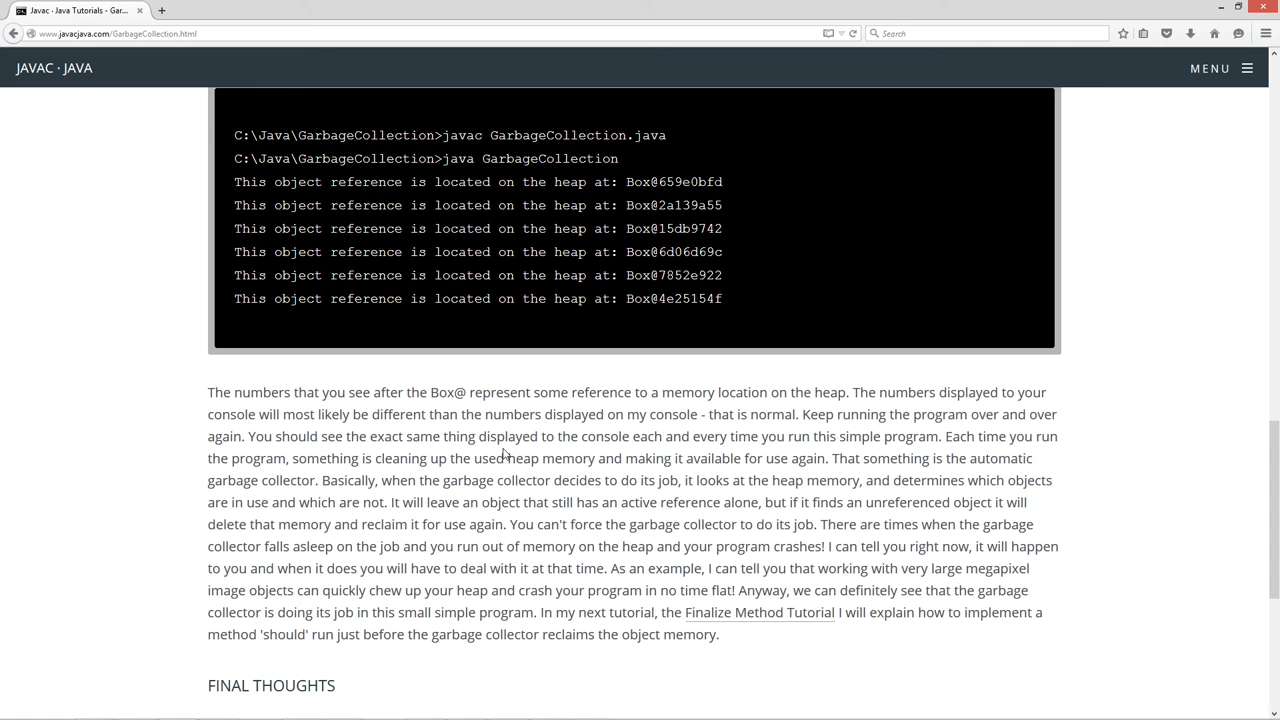 Javac · Java Tutorials - Gar...
www.javacjava.com/GarbageCollection.html
Search
JAVAC · JAVA
MENU
C:\Java\GarbageCollection>javac GarbageCollection.java
C:\Java\GarbageCollection>java GarbageCollection
This object reference is located on the heap at: Box@659e0bfd
This object reference is located on the heap at: Box@2a139a55
This object reference is located on the heap at: Box@15db9742
This object reference is located on the heap at: Box@6d06d69c
This object reference is located on the heap at: Box@7852e922
This object reference is located on the heap at: Box@4e25154f
The numbers that you see after the Box@ represent some reference to a memory location on the heap. The numbers displayed to your
console will most likely be different than the numbers displayed on my console - that is normal. Keep running the program over and over
again. You should see the exact same thing displayed to the console each and every time you run this simple program. Each time you run
the program, something is cleaning up the used heap memory and making it available for use again. That something is the automatic
garbage collector. Basically, when the garbage collector decides to do its job, it looks at the heap memory, and determines which objects
are in use and which are not. It will leave an object that still has an active reference alone, but if it finds an unreferenced object it will
delete that memory and reclaim it for use again. You can't force the garbage collector to do its job. There are times when the garbage
collector falls asleep on the job and you run out of memory on the heap and your program crashes! I can tell you right now, it will happen
to you and when it does you will have to deal with it at that time. As an example, I can tell you that working with very large megapixel
image objects can quickly chew up your heap and crash your program in no time flat! Anyway, we can definitely see that the garbage
collector is doing its job in this small simple program. In my next tutorial, the Finalize Method Tutorial I will explain how to implement a
method 'should' run just before the garbage collector reclaims the object memory.
FINAL THOUGHTS